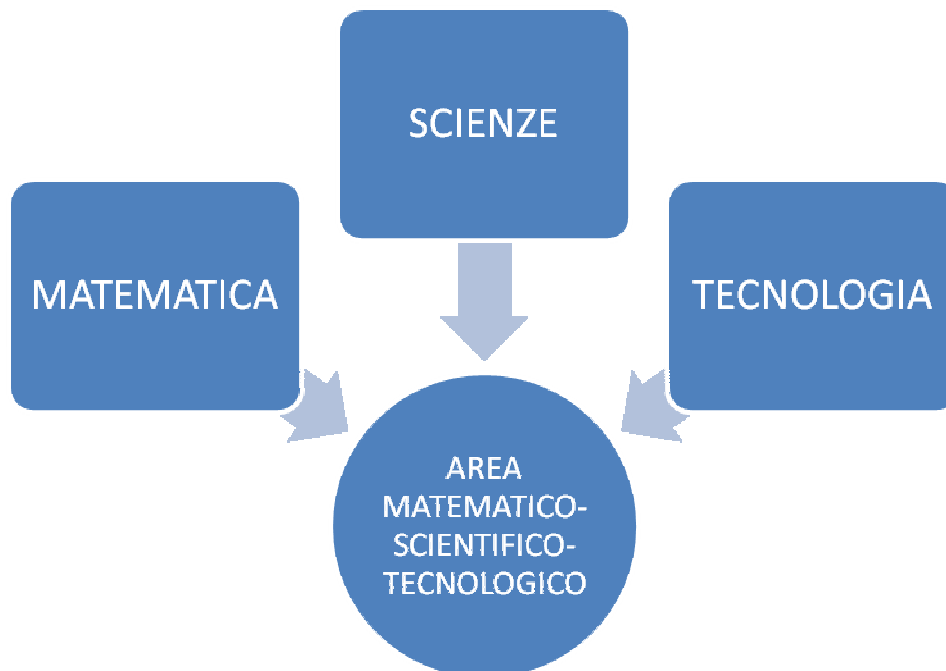 SCIENZE
MATEMATICA
TECNOLOGIA
AREA
MATEMATICO-
SCIENTIFICO-
TECNOLOGICO